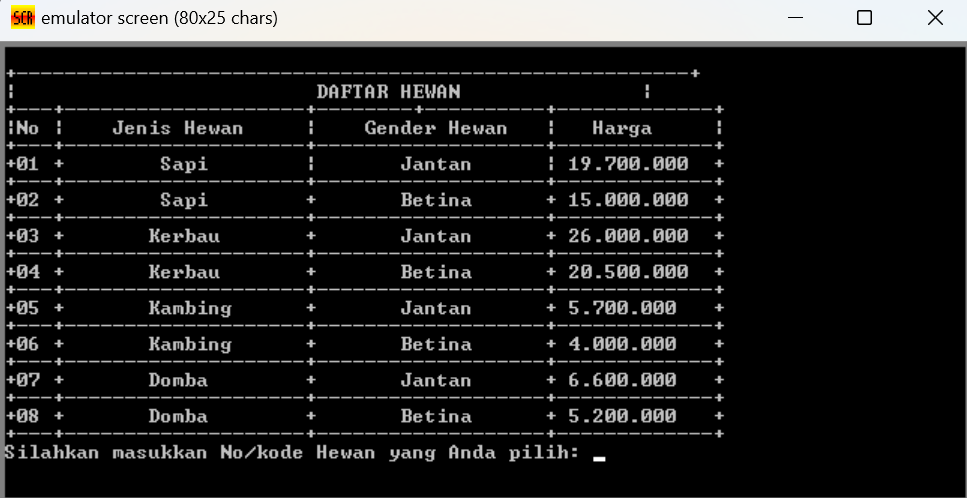 SCR emulator screen (80x25 chars)
+---------------------------------------------------------+
¦                         DAFTAR HEWAN               ¦
+---+--------------------+--------+----------+-------------+
¦No ¦    Jenis Hewan     ¦    Gender Hewan   ¦   Harga     ¦
+---+--------------------+-------------------+-------------+
+01 +        Sapi        ¦       Jantan      ¦ 19.700.000  +
+---+--------------------+-------------------+-------------+
+02 +        Sapi        +       Betina      + 15.000.000  +
+---+--------------------+-------------------+-------------+
+03 +       Kerbau       +       Jantan      + 26.000.000  +
+---+--------------------+-------------------+-------------+
+04 +       Kerbau       +       Betina      + 20.500.000  +
+---+--------------------+-------------------+-------------+
+05 +       Kambing      +       Jantan      + 5.700.000   +
+---+--------------------+-------------------+-------------+
+06 +       Kambing      +       Betina      + 4.000.000   +
+---+--------------------+-------------------+-------------+
+07 +       Domba        +       Jantan      + 6.600.000   +
+---+--------------------+-------------------+-------------+
+08 +       Domba        +       Betina      + 5.200.000   +
+---+--------------------+-------------------+-------------+
Silahkan masukkan No/kode Hewan yang Anda pilih: _